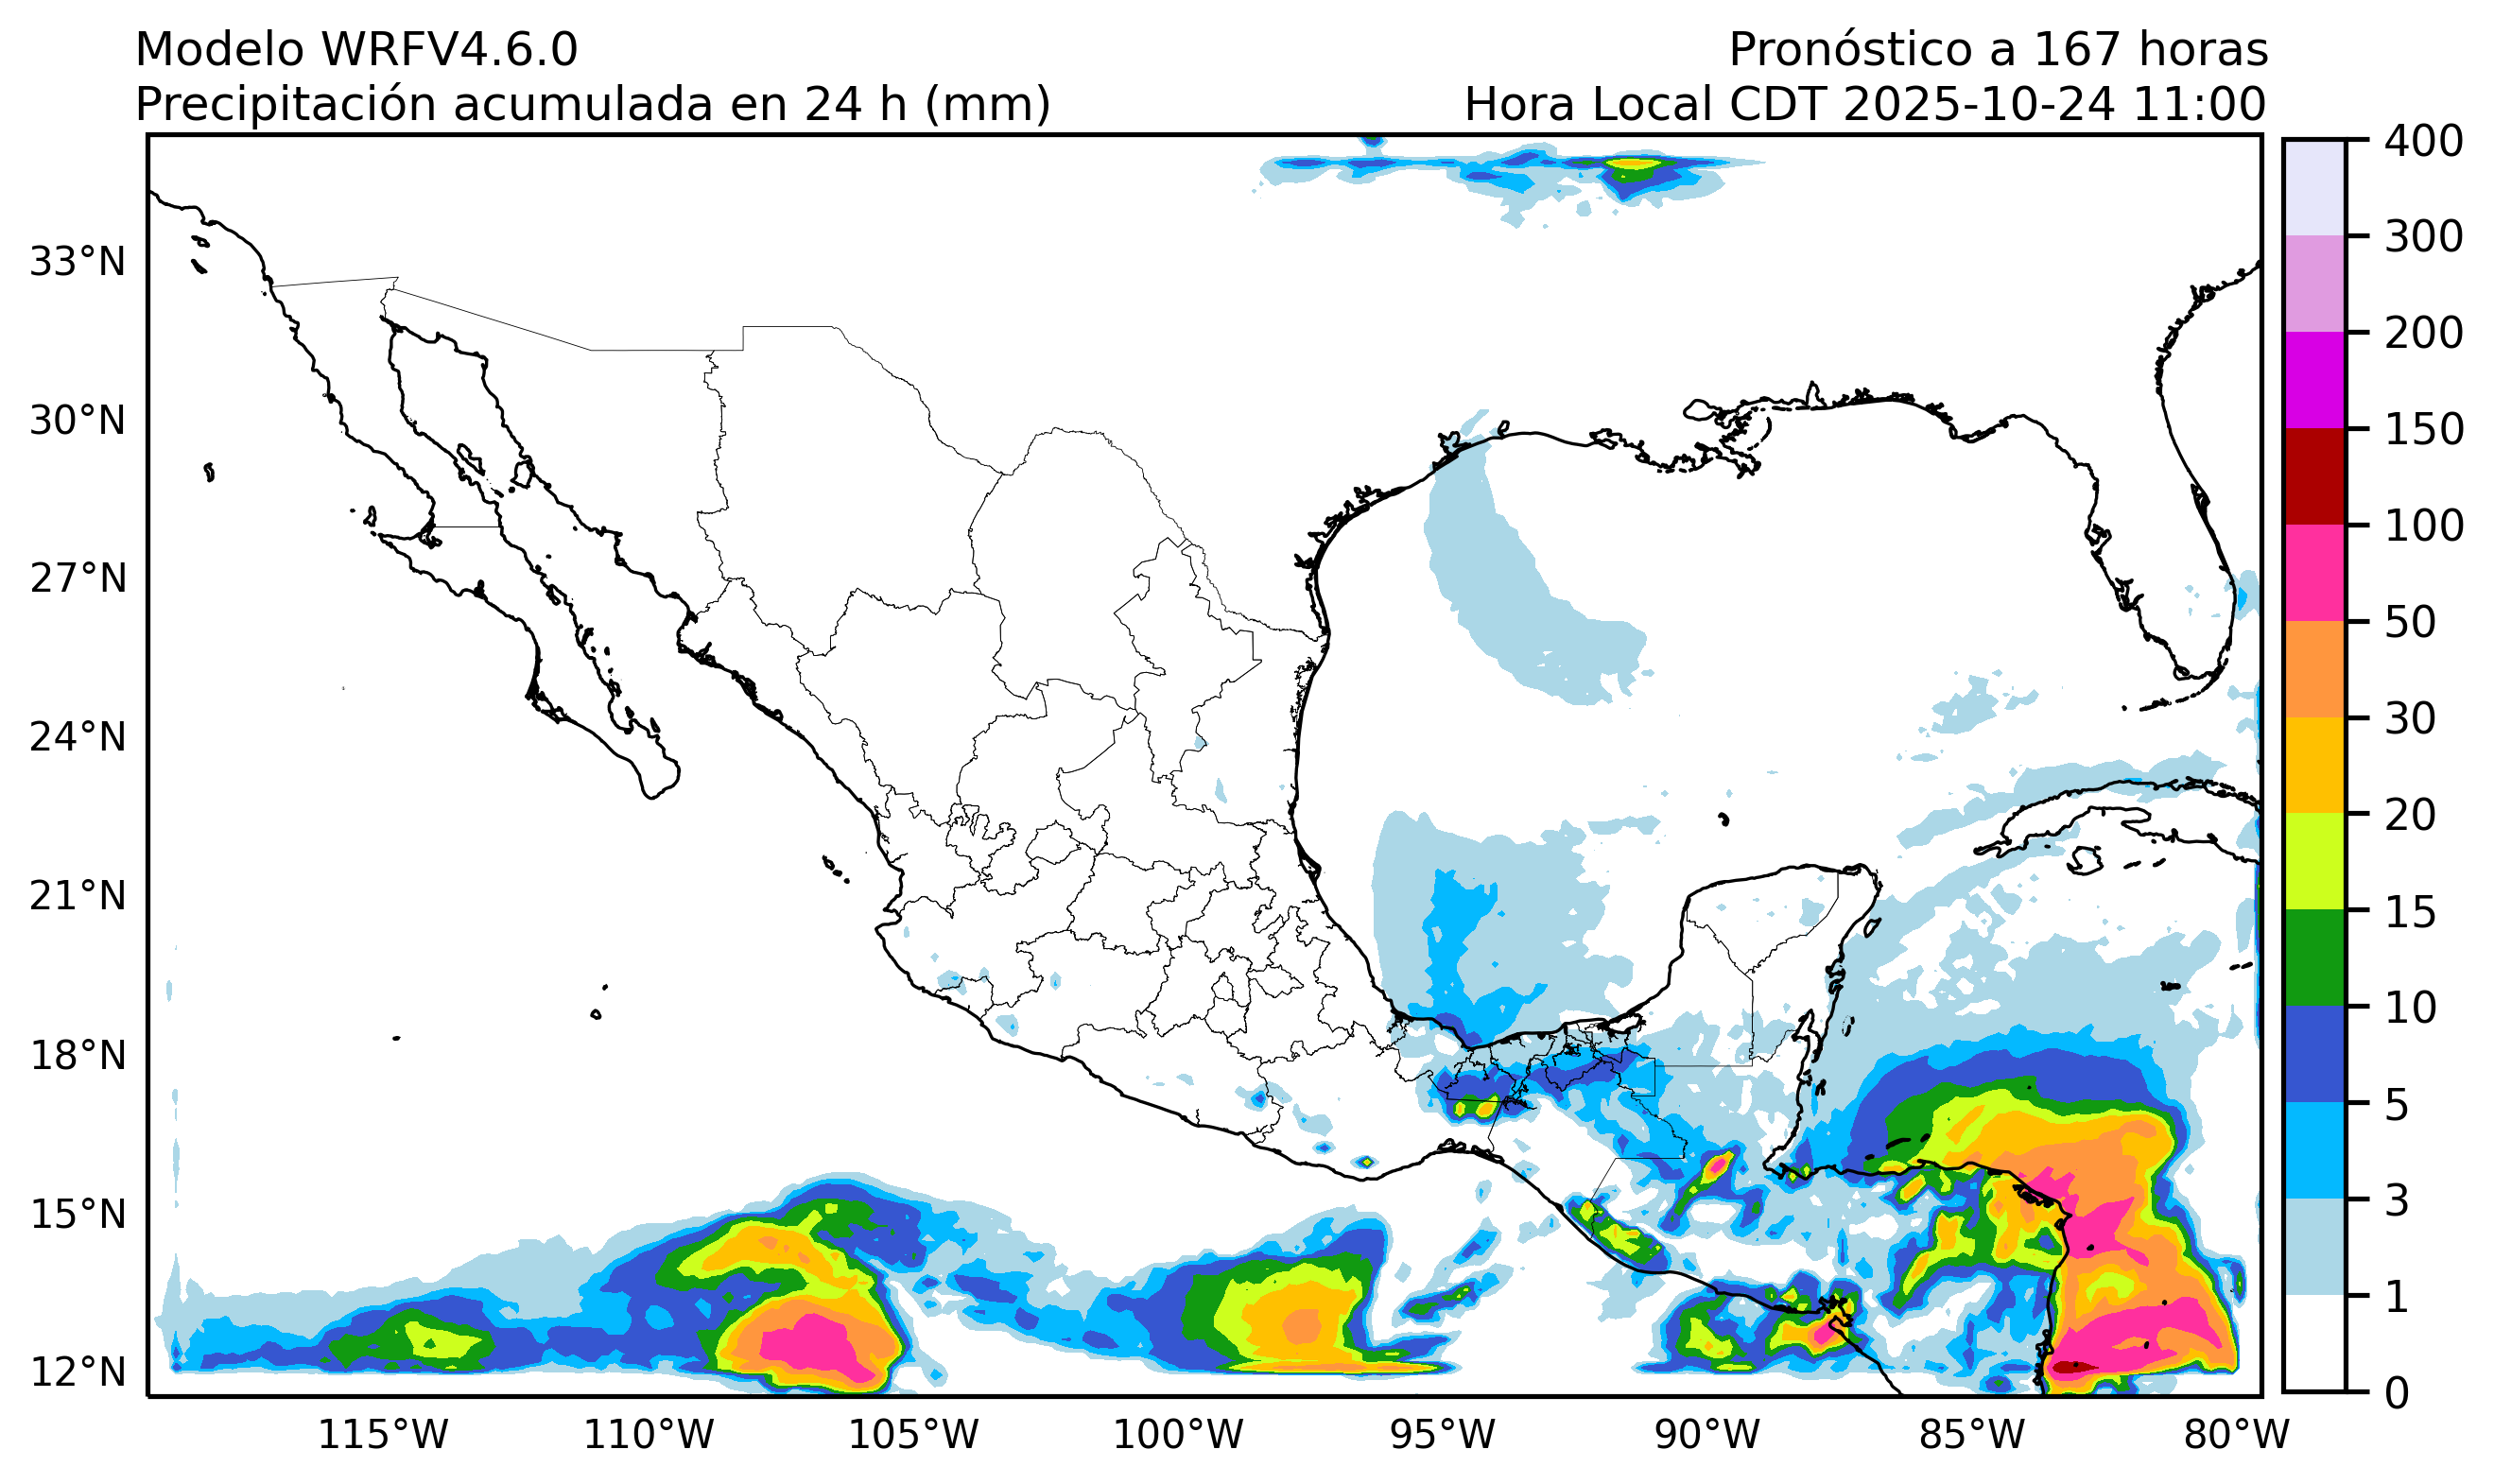 Modelo WRFV4.6.0
Pronóstico a 167 horas
Precipitación acumulada en 24 h (mm)
Hora Local CDT 2025-10-24 11:00
33°N
30°N
27°N
24°N
21°N
18°N
15°N
12°N
115°W
110°W
105°W
100°W
95°W
90°W
85°W
80°W
400
300
200
150
100
50
30
20
15
10
5
3
1
0